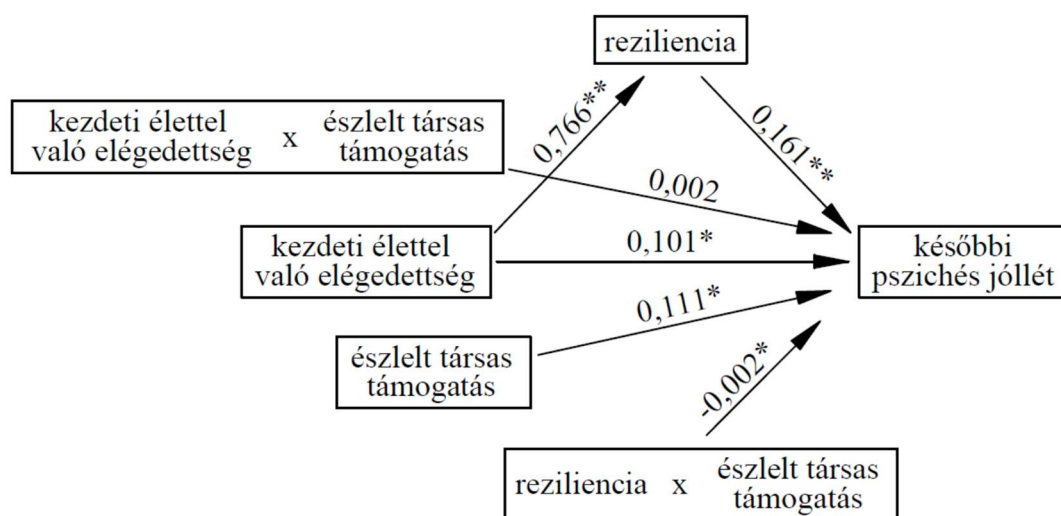 reziliencia
kezdeti élettel
való elégedettség x észlelt társas
támogatás
0,766**
0,161**
0,002
kezdeti élettel
való elégedettség
0,101*
későbbi
pszichés jóllét
0,111*
észlelt társas
támogatás
-0,002*
reziliencia x észlelt társas
támogatás